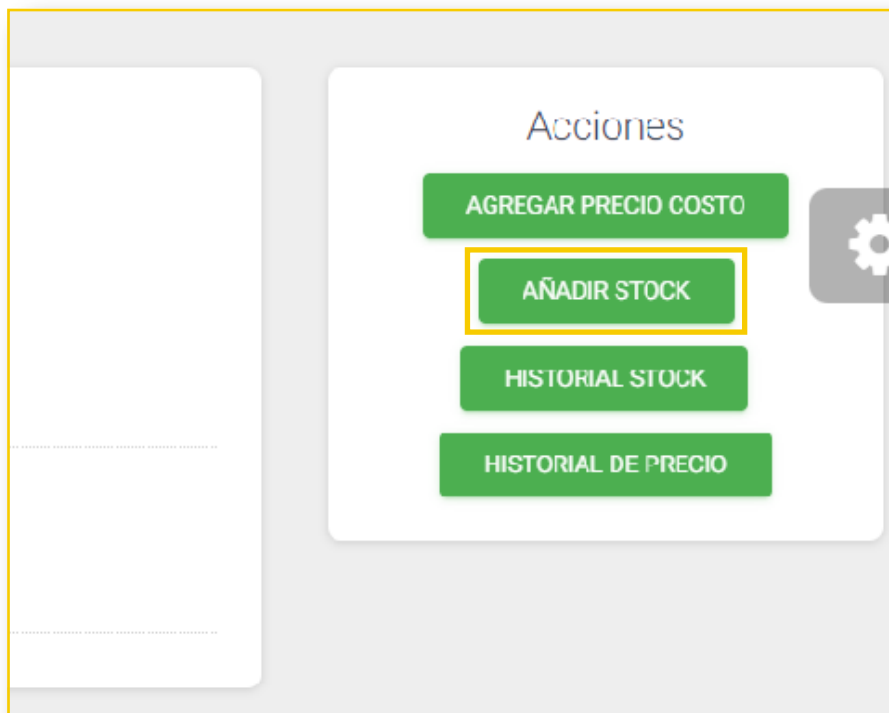 Acciones
AGREGAR PRECIO COSTO
AÑADIR STOCK
HISTORIAL STOCK
HISTORIAL DE PRECIO